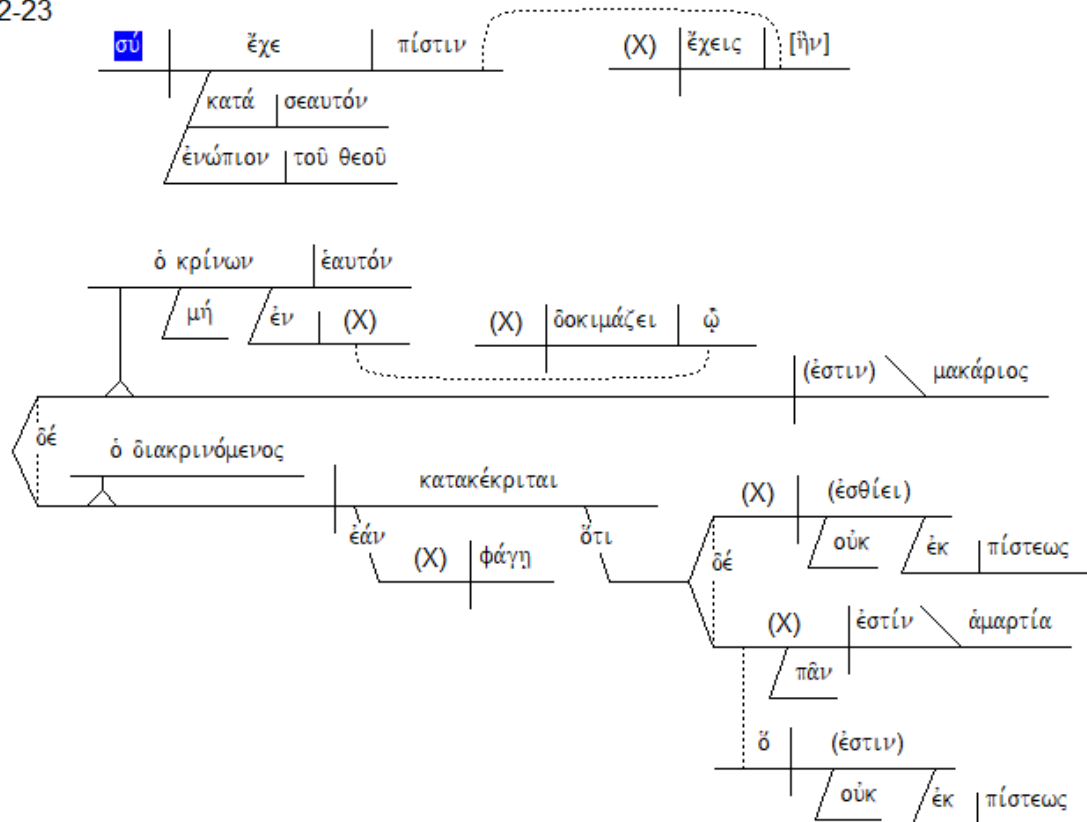 2-23
σύ ἔχε πίστιν (X) ἔχεις [ἣν]
κατά σεαυτόν
ἐνώπιον τοῦ θεοῦ
ὁ κρίνων ἑαυτόν
μή ἐν (X) (X) δοκιμάζει ᾧ
(ἐστιν) μακάριος
δέ
ὁ διακρινόμενος
κατακέκριται (X) (ἐσθίει)
ἐάν (X) φάγῃ ὅτι δέ οὐκ ἐκ πίστεως
(X) ἐστίν ἁμαρτία
πᾶν
ὅ (ἐστιν)
οὐκ ἐκ πίστεως